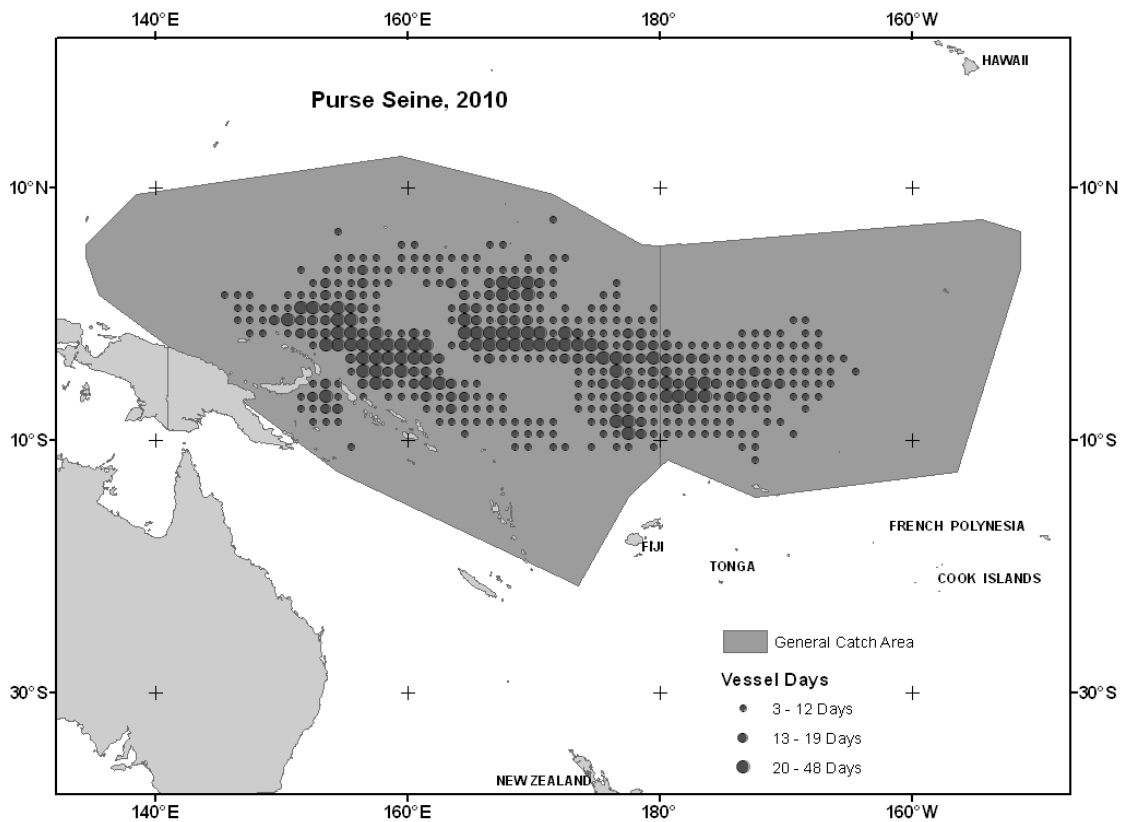 140°E 160°E 180° 160°W
HAWAII
Purse Seine, 2010
10°N 10°N
10°S 10°S
FRENCH POLYNESIA
FIJI
TONGA
COOK ISLANDS
General Catch Area
Vessel Days
30°S 30°S
3 - 12 Days
13 - 19 Days
20 - 48 Days
NEW ZEALAND
140°E 160°E 180° 160°W